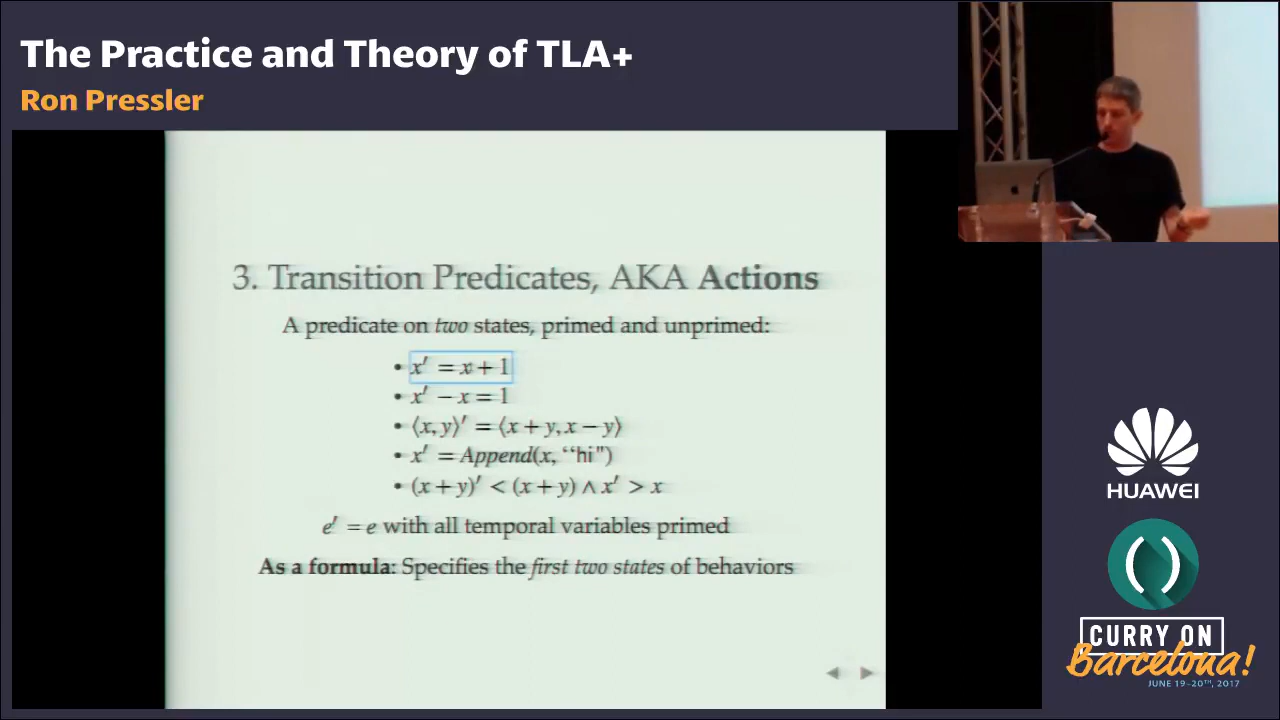 The Practice and Theory of TLA+
Ron Pressler
3. Transition Predicates, AKA Actions
A predicate on two states, primed and unprimed:
• x′ = x + 1
• x′ − x = 1
• ⟨x, y⟩′ = ⟨x + y, x − y⟩
• x′ = Append(x, “hi”)
• (x + y)′ < (x + y) ∧ x′ > x
e′ = e with all temporal variables primed
As a formula: Specifies the first two states of behaviors
HUAWEI
CURRY ON
Barcelona!
JUNE 19-20TH, 2017